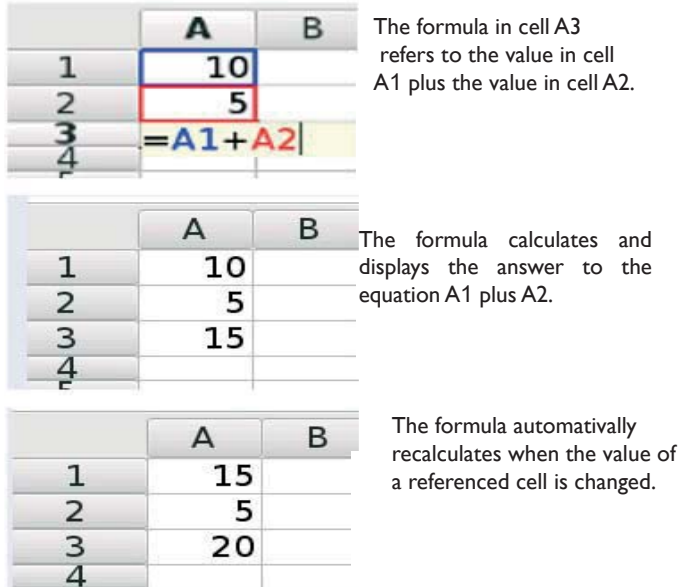 A B
The formula in cell A3
1 10
refers to the value in cell
A1 plus the value in cell A2.
2 5
3 =A1+A2
4
A B
The formula calculates and
1 10
displays the answer to the
2 5
equation A1 plus A2.
3 15
4
A B
The formula automativally
recalculates when the value of
1 15
a referenced cell is changed.
2 5
3 20
4